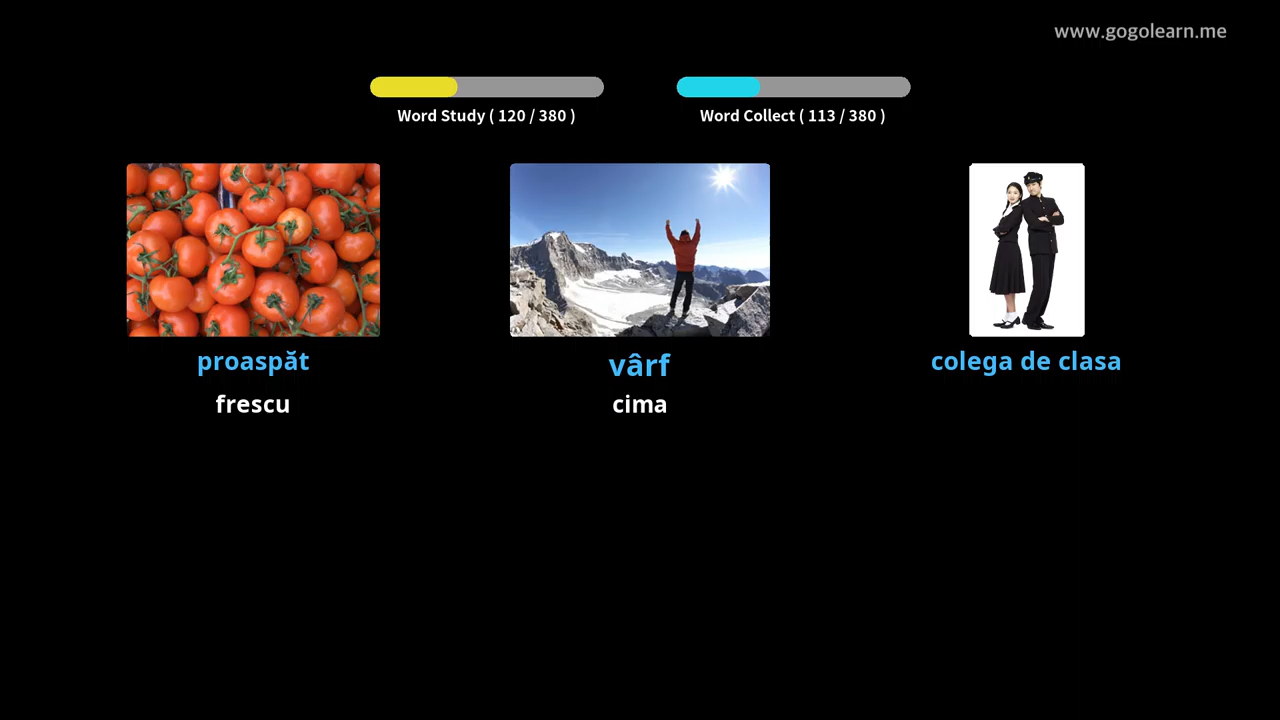 www.gogolearn.me
Word Study ( 120 / 380 )
Word Collect ( 113 / 380 )
proaspăt
vârf
colega de clasa
frescu
cima